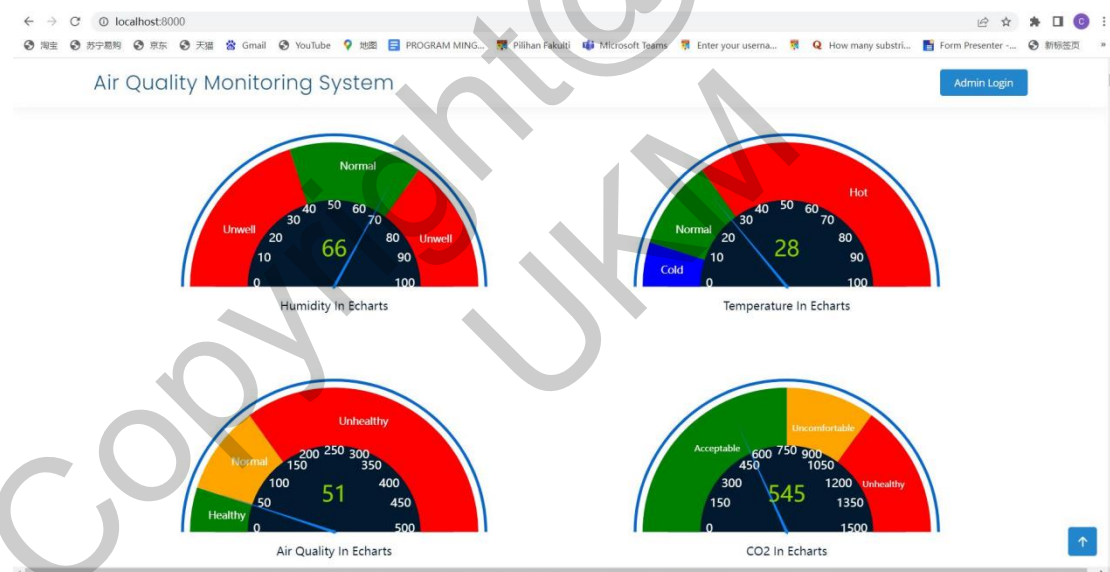 localhost:8000
淘宝 苏宁易购 京东 天猫 Gmail YouTube 地图 PROGRAM MING... Pilihan Fakulti Microsoft Teams Enter your userna... How many substri... Form Presenter -... 新标签页 »
Air Quality Monitoring System
Admin Login
Unwell Normal Unwell
0 10 20 30 40 50 60 70 80 90 100
66
Humidity In Echarts
Cold Normal Hot
0 10 20 30 40 50 60 70 80 90 100
28
Temperature In Echarts
Healthy Normal Unhealthy
0 50 100 150 200 250 300 350 400 450 500
51
Air Quality In Echarts
Acceptable Uncomfortable Unhealthy
0 150 300 450 600 750 900 1050 1200 1350 1500
545
CO2 In Echarts
Copyright@
UKM